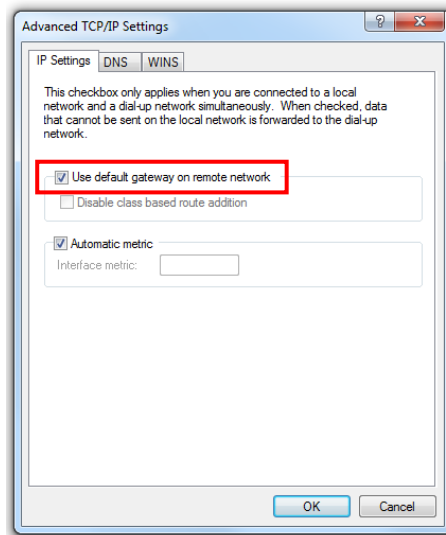 Advanced TCP/IP Settings
IP Settings DNS WINS
This checkbox only applies when you are connected to a local
network and a dial-up network simultaneously. When checked, data
that cannot be sent on the local network is forwarded to the dial-up
network.
Use default gateway on remote network
Disable class based route addition
Automatic metric
Interface metric:
OK Cancel